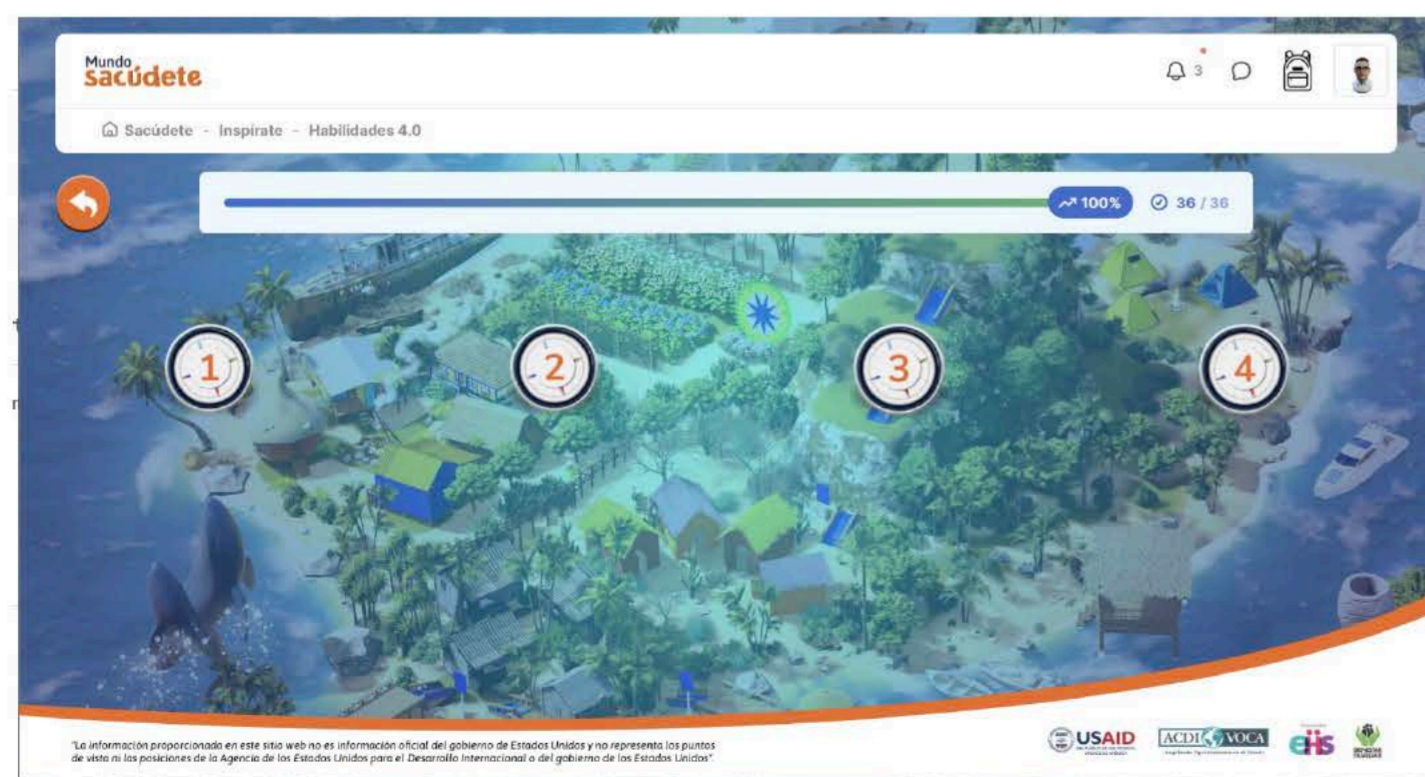 Mundo
sacúdete
3
Sacúdete - Inspírate - Habilidades 4.0
100%
36 / 36
1
2
3
4
"La información proporcionada en este sitio web no es información oficial del gobierno de Estados Unidos y no representa los puntos
de vista ni las posiciones de la Agencia de los Estados Unidos para el Desarrollo Internacional o del gobierno de los Estados Unidos".
USAID
ACDI VOCA
eHs
BIENESTAR
FAMILIAR